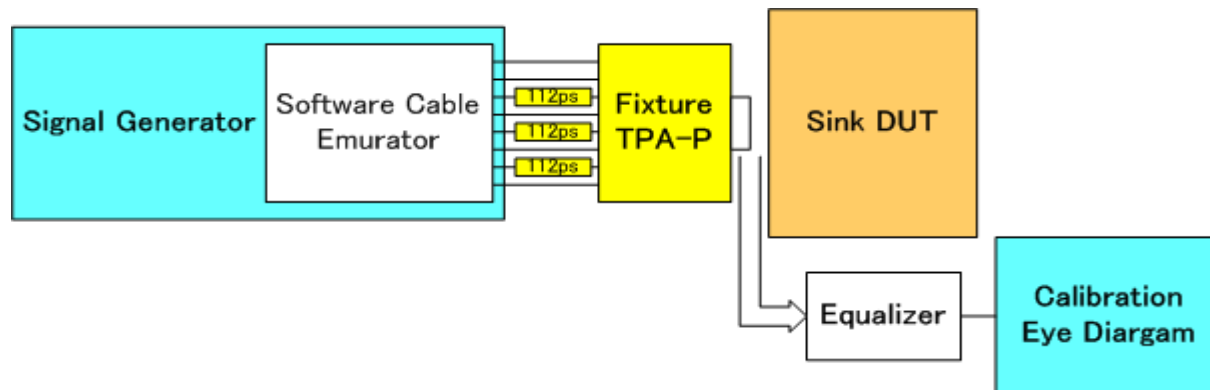 Signal Generator
Software Cable
Emurator
112ps
112ps
112ps
Fixture
TPA-P
Sink DUT
Equalizer
Calibration
Eye Diargam